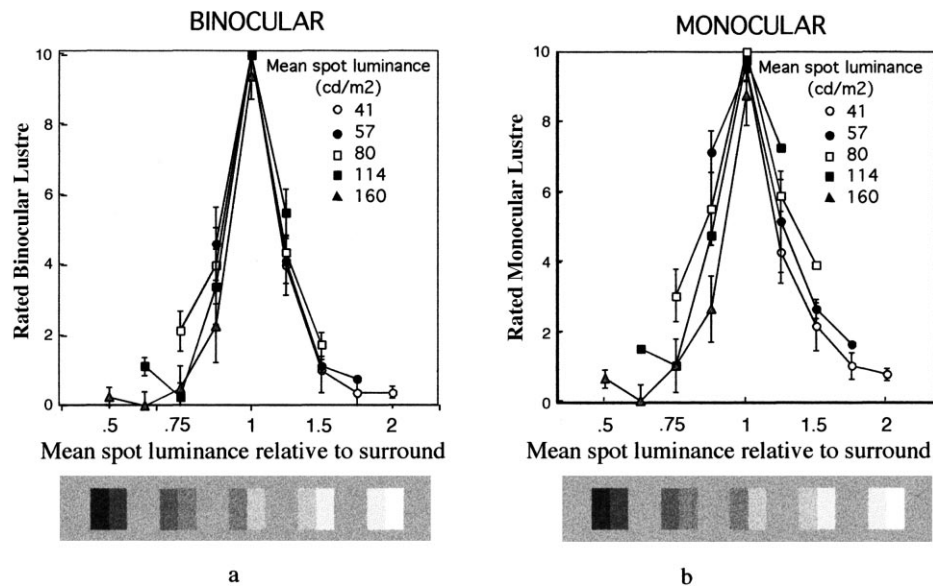 BINOCULAR
10
8
6
4
2
0
Rated Binocular Lustre
Mean spot luminance
(cd/m2)
41
57
80
114
160
.5
.75
1
1.5
2
Mean spot luminance relative to surround
a
MONOCULAR
10
8
6
4
2
0
Rated Monocular Lustre
Mean spot luminance
(cd/m2)
41
57
80
114
160
.5
.75
1
1.5
2
Mean spot luminance relative to surround
b